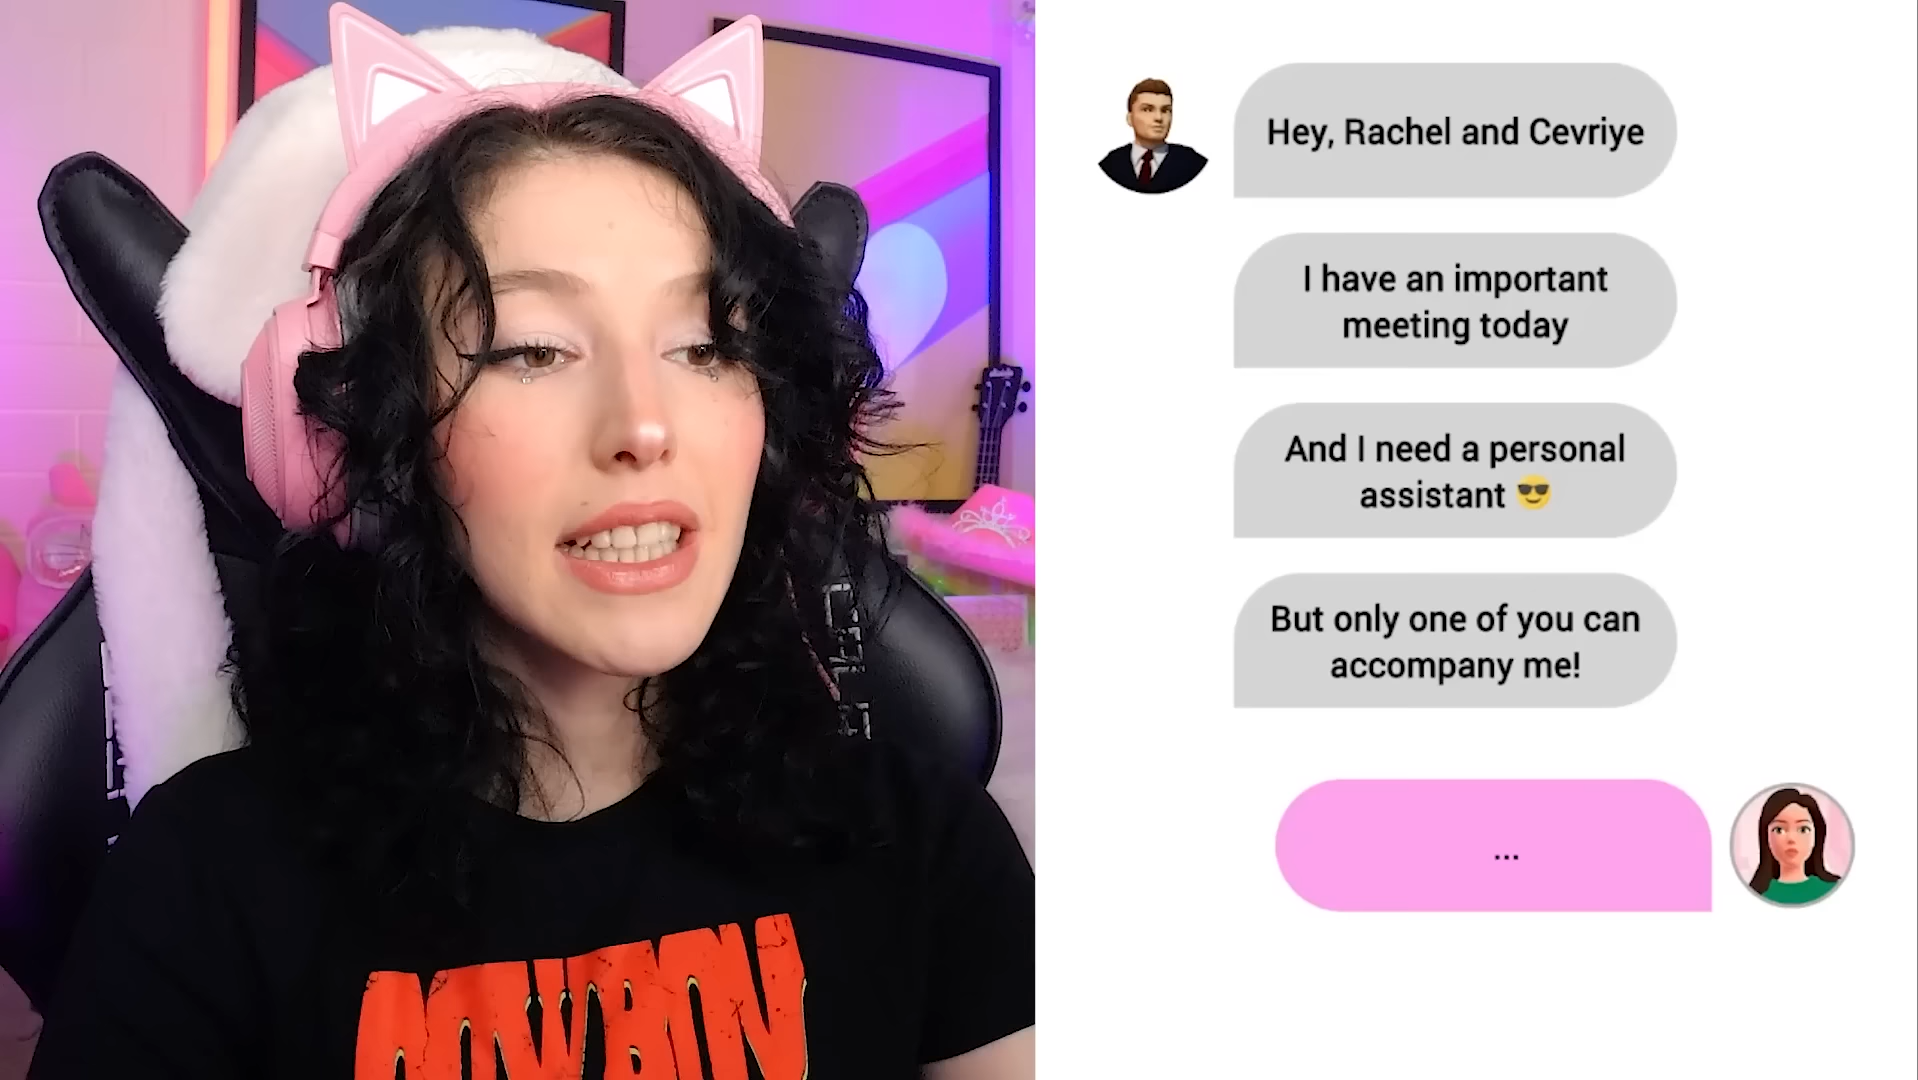 Hey, Rachel and Cevriye
I have an important
meeting today
And I need a personal
assistant 😎
But only one of you can
accompany me!
...